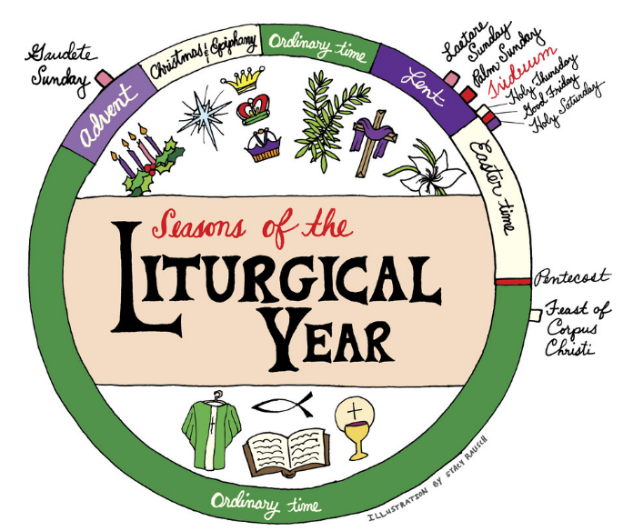 Gaudete
Sunday
Advent
Christmas & Epiphany
Ordinary time
Lent
Laetare
Sunday
Palm Sunday
Triduum
Holy Thursday
Good Friday
Holy Saturday
Easter time
Pentecost
Feast of
Corpus
Christi
Seasons of the
LITURGICAL
YEAR
Ordinary time
ILLUSTRATION BY STACY RAUSCH